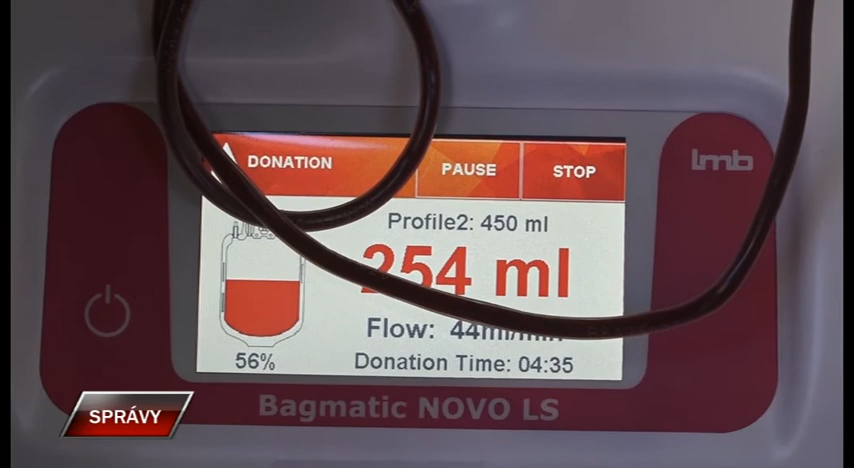 DONATION
PAUSE
STOP
lmb
Profile2: 450 ml
254 ml
Flow: 44ml/min
56%
Donation Time: 04:35
Bagmatic NOVO LS
SPRÁVY